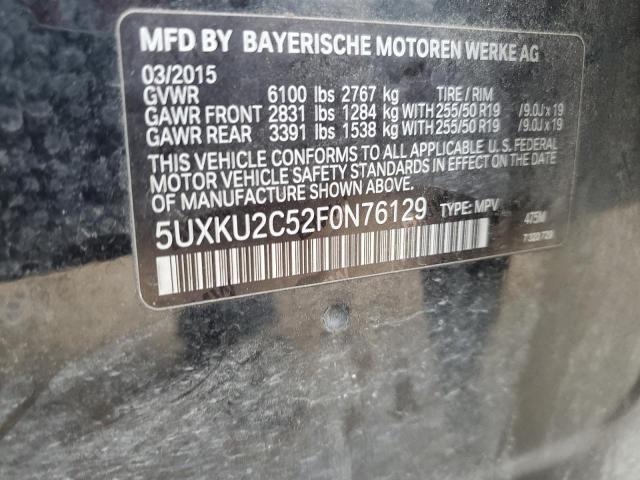 MFD BY BAYERISCHE MOTOREN WERKE AG
03/2015
GVWR 6100 lbs 2767 kg TIRE / RIM
GAWR FRONT 2831 lbs 1284 kg WITH 255/50 R19 /9.0J x 19
GAWR REAR 3391 lbs 1538 kg WITH 255/50 R19 /9.0J x 19
THIS VEHICLE CONFORMS TO ALL APPLICABLE U.S. FEDERAL
MOTOR VEHICLE SAFETY STANDARDS IN EFFECT ON THE DATE
OF MANUFACTURE SHOWN ABOVE.
5UXKU2C52F0N76129 TYPE: MPV 475M
7 320 729